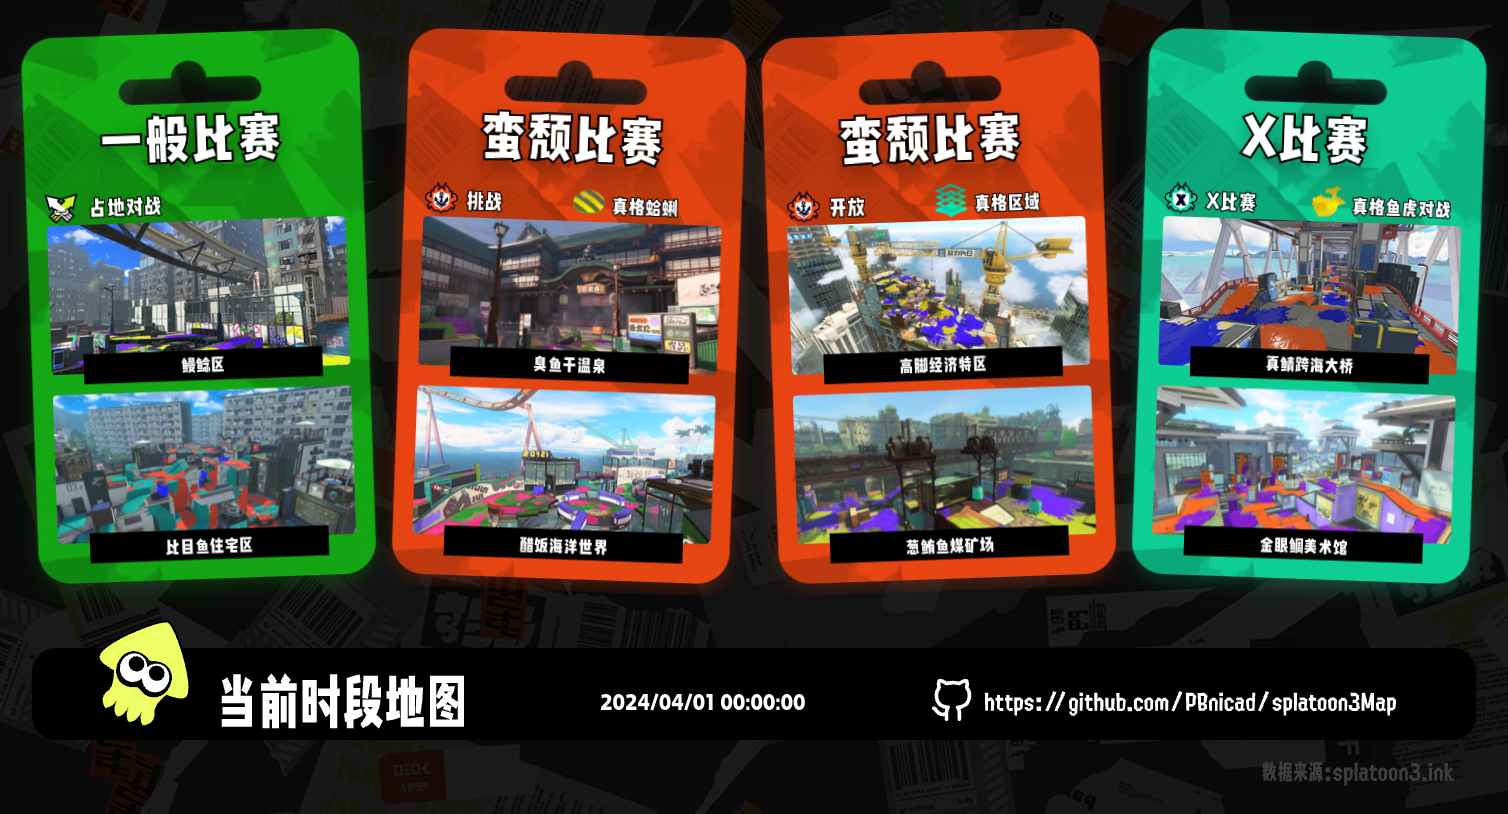 一般比赛
占地对战
鳗鲶区
比目鱼住宅区
蛮颓比赛
挑战
真格蛤蜊
臭鱼干温泉
醋饭海洋世界
蛮颓比赛
开放
真格区域
高脚经济特区
葱鲔鱼煤矿场
X比赛
X比赛
真格鱼虎对战
真鲭跨海大桥
金眼鲷美术馆
当前时段地图
2024/04/01 00:00:00
https://github.com/PBnicad/splatoon3Map
数据来源:splatoon3.ink